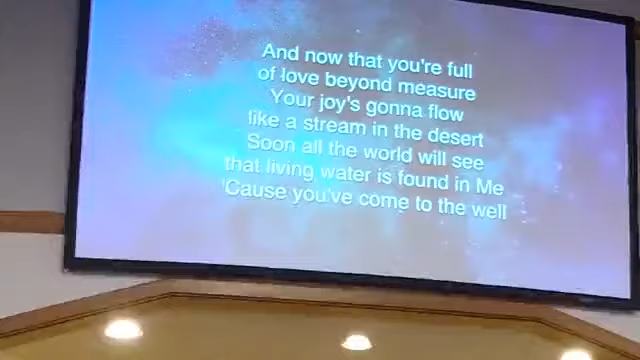 And now that you're full
of love beyond measure
Your joy's gonna flow
like a stream in the desert
Soon all the world will see
that living water is found in Me
'Cause you've come to the well